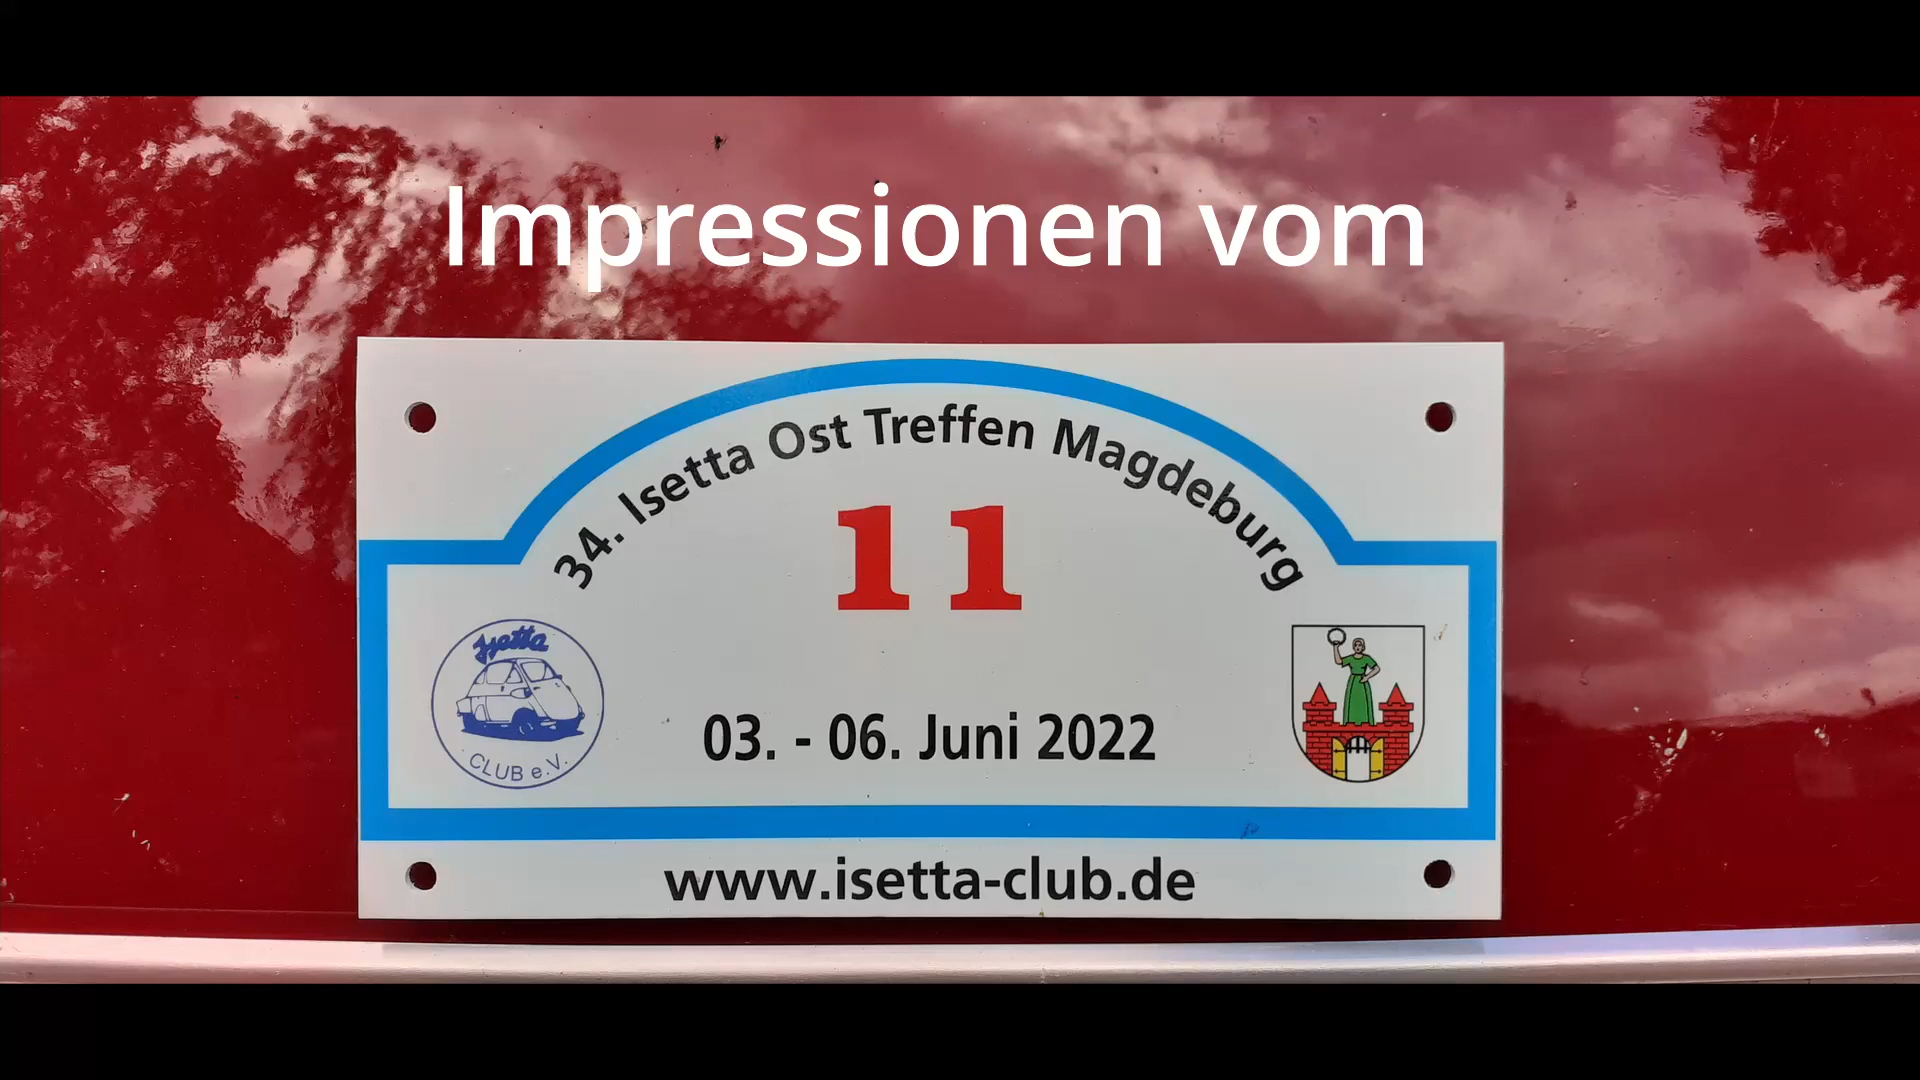 Impressionen vom
34. Isetta Ost Treffen Magdeburg
11
Isetta
CLUB e.V.
03. - 06. Juni 2022
www.isetta-club.de